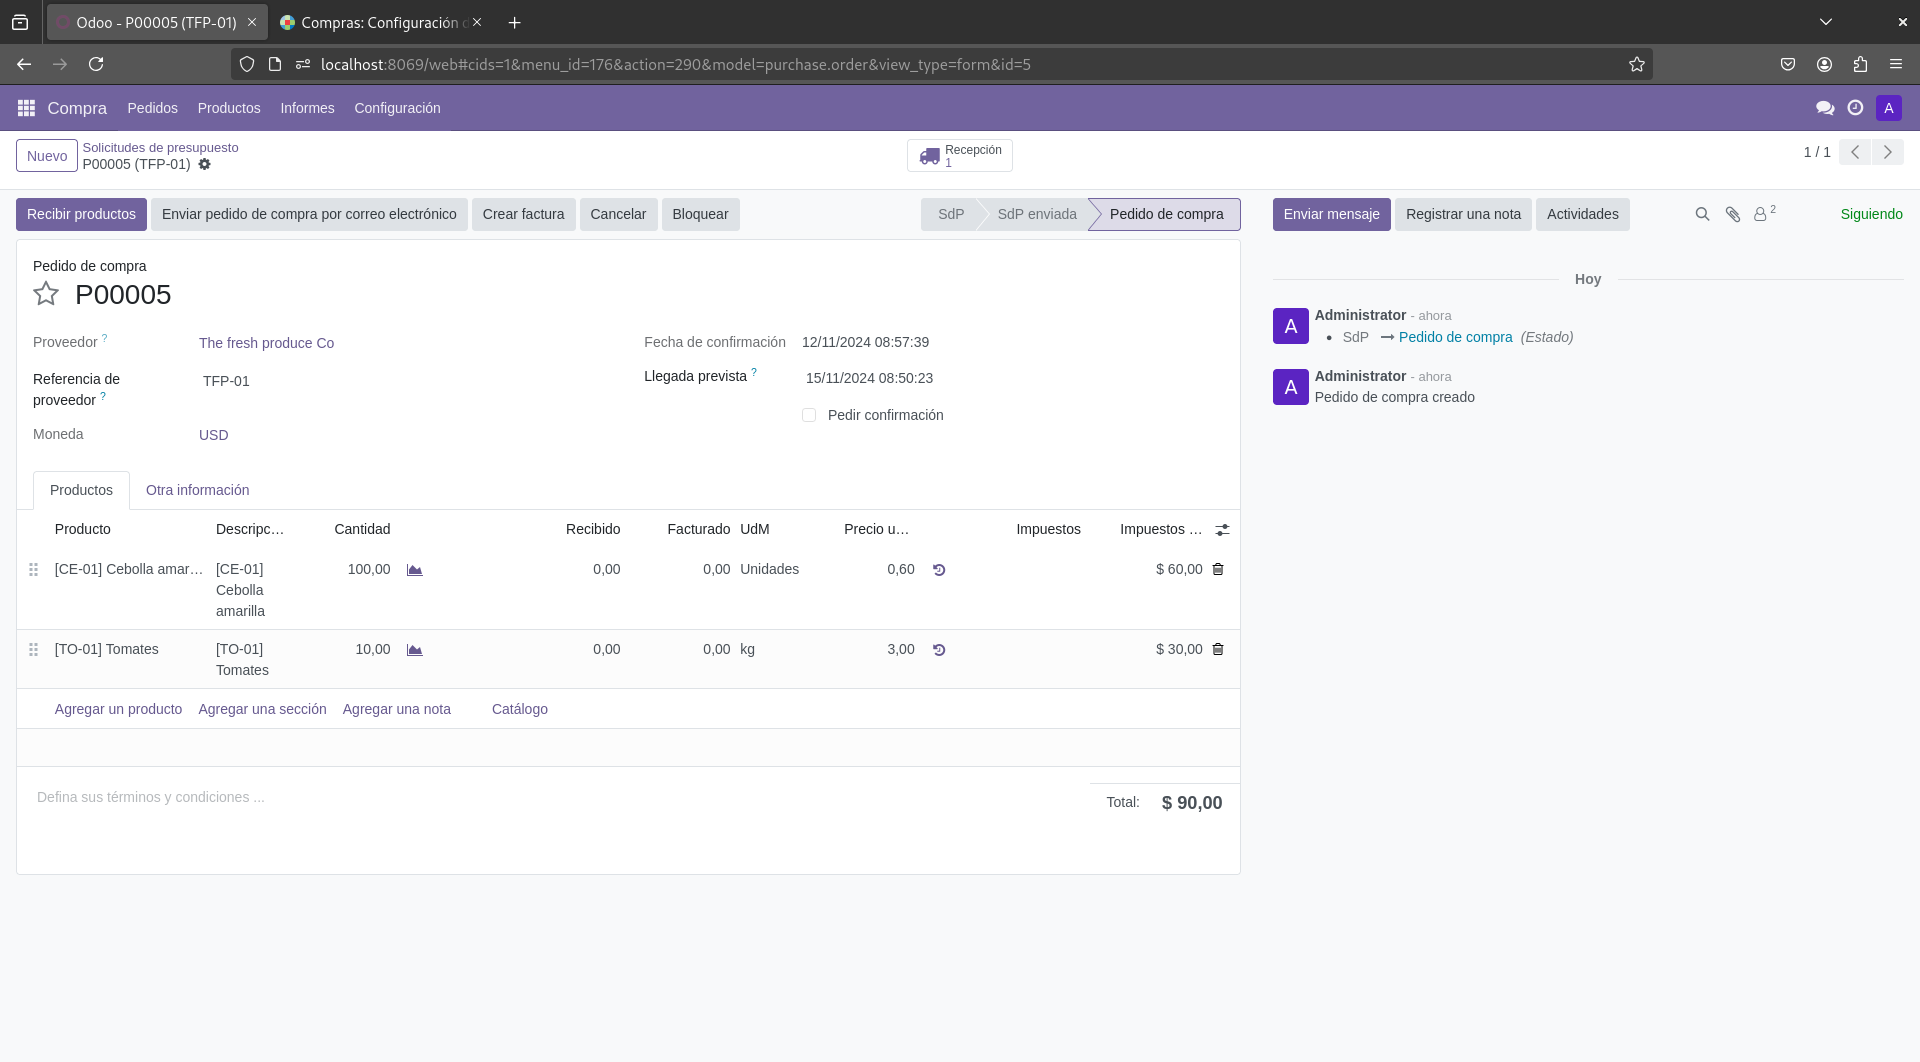 Odoo - P00005 (TFP-01)
Compras: Configuración d
localhost:8069/web#cids=1&menu_id=176&action=290&model=purchase.order&view_type=form&id=5
Compra Pedidos Productos Informes Configuración A
Nuevo
Solicitudes de presupuesto
P00005 (TFP-01)
Recepción
1
1 / 1
Recibir productos Enviar pedido de compra por correo electrónico Crear factura Cancelar Bloquear
SdP SdP enviada Pedido de compra
Enviar mensaje Registrar una nota Actividades 2 Siguiendo
Pedido de compra
P00005
Proveedor ? The fresh produce Co
Referencia de proveedor ? TFP-01
Moneda USD
Fecha de confirmación 12/11/2024 08:57:39
Llegada prevista ? 15/11/2024 08:50:23
Pedir confirmación
Productos Otra información
Producto Descripc… Cantidad Recibido Facturado UdM Precio u… Impuestos Impuestos …
[CE-01] Cebolla amar… [CE-01] Cebolla amarilla 100,00 0,00 0,00 Unidades 0,60 $ 60,00
[TO-01] Tomates [TO-01] Tomates 10,00 0,00 0,00 kg 3,00 $ 30,00
Agregar un producto Agregar una sección Agregar una nota Catálogo
Defina sus términos y condiciones ...
Total: $ 90,00
Hoy
A
Administrator - ahora
SdP → Pedido de compra (Estado)
A
Administrator - ahora
Pedido de compra creado